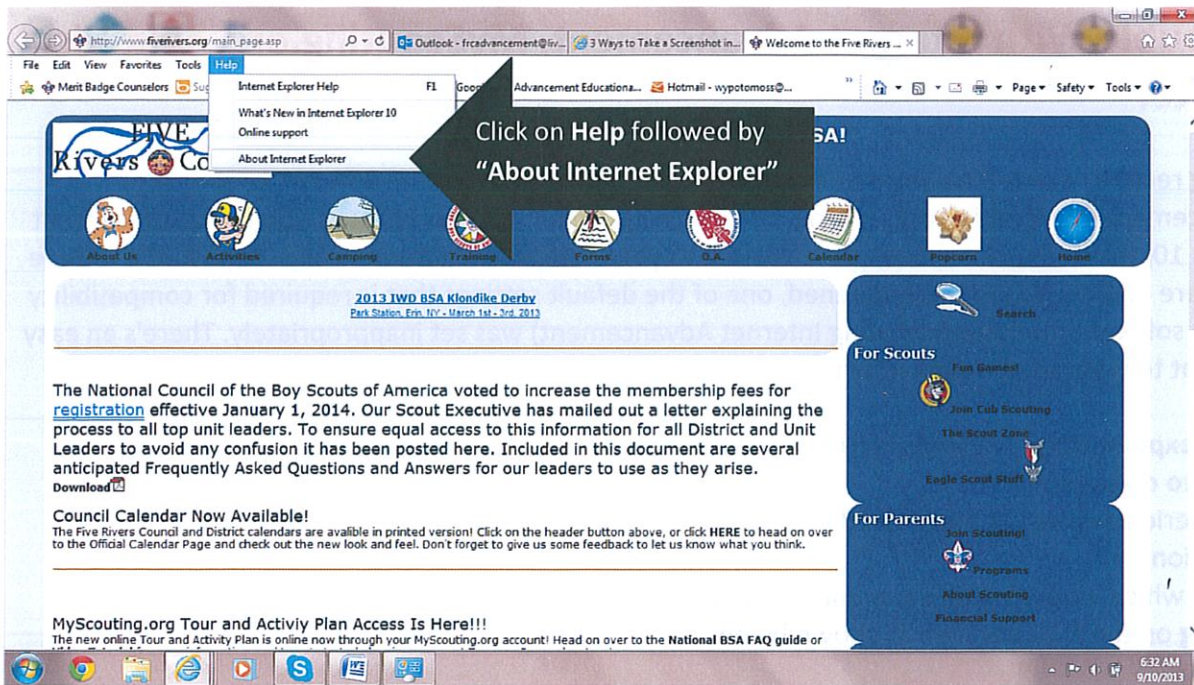 http://www.fiverivers.org/main_page.asp
Outlook - frcadvancement@liv...
3 Ways to Take a Screenshot in...
Welcome to the Five Rivers ...
File Edit View Favorites Tools Help
Merit Badge Counselors
Advancement Educationa...
Hotmail - wypotomoss@...
Page
Safety
Tools
Internet Explorer Help F1
What's New in Internet Explorer 10
Online support
About Internet Explorer
Click on Help followed by
"About Internet Explorer"
FIVE
Rivers
BSA!
About Us
Activities
Camping
Training
Forms
O.A.
Calendar
Popcorn
Home
2013 IWD BSA Klondike Derby
Park Station, Erin, NY - March 1st - 3rd, 2013
The National Council of the Boy Scouts of America voted to increase the membership fees for
registration effective January 1, 2014. Our Scout Executive has mailed out a letter explaining the
process to all top unit leaders. To ensure equal access to this information for all District and Unit
Leaders to avoid any confusion it has been posted here. Included in this document are several
anticipated Frequently Asked Questions and Answers for our leaders to use as they arise.
Download
Council Calendar Now Available!
The Five Rivers Council and District calendars are avalible in printed version! Click on the header button above, or click HERE to head on over
to the Official Calendar Page and check out the new look and feel. Don't forget to give us some feedback to let us know what you think.
MyScouting.org Tour and Activiy Plan Access Is Here!!!
The new online Tour and Activity Plan is online now through your MyScouting.org account! Head on over to the National BSA FAQ guide or
Search
For Scouts
Fun Games!
Join Cub Scouting
The Scout Zone
Eagle Scout Stuff
For Parents
Join Scouting!
Programs
About Scouting
Financial Support
6:32 AM
9/10/2013